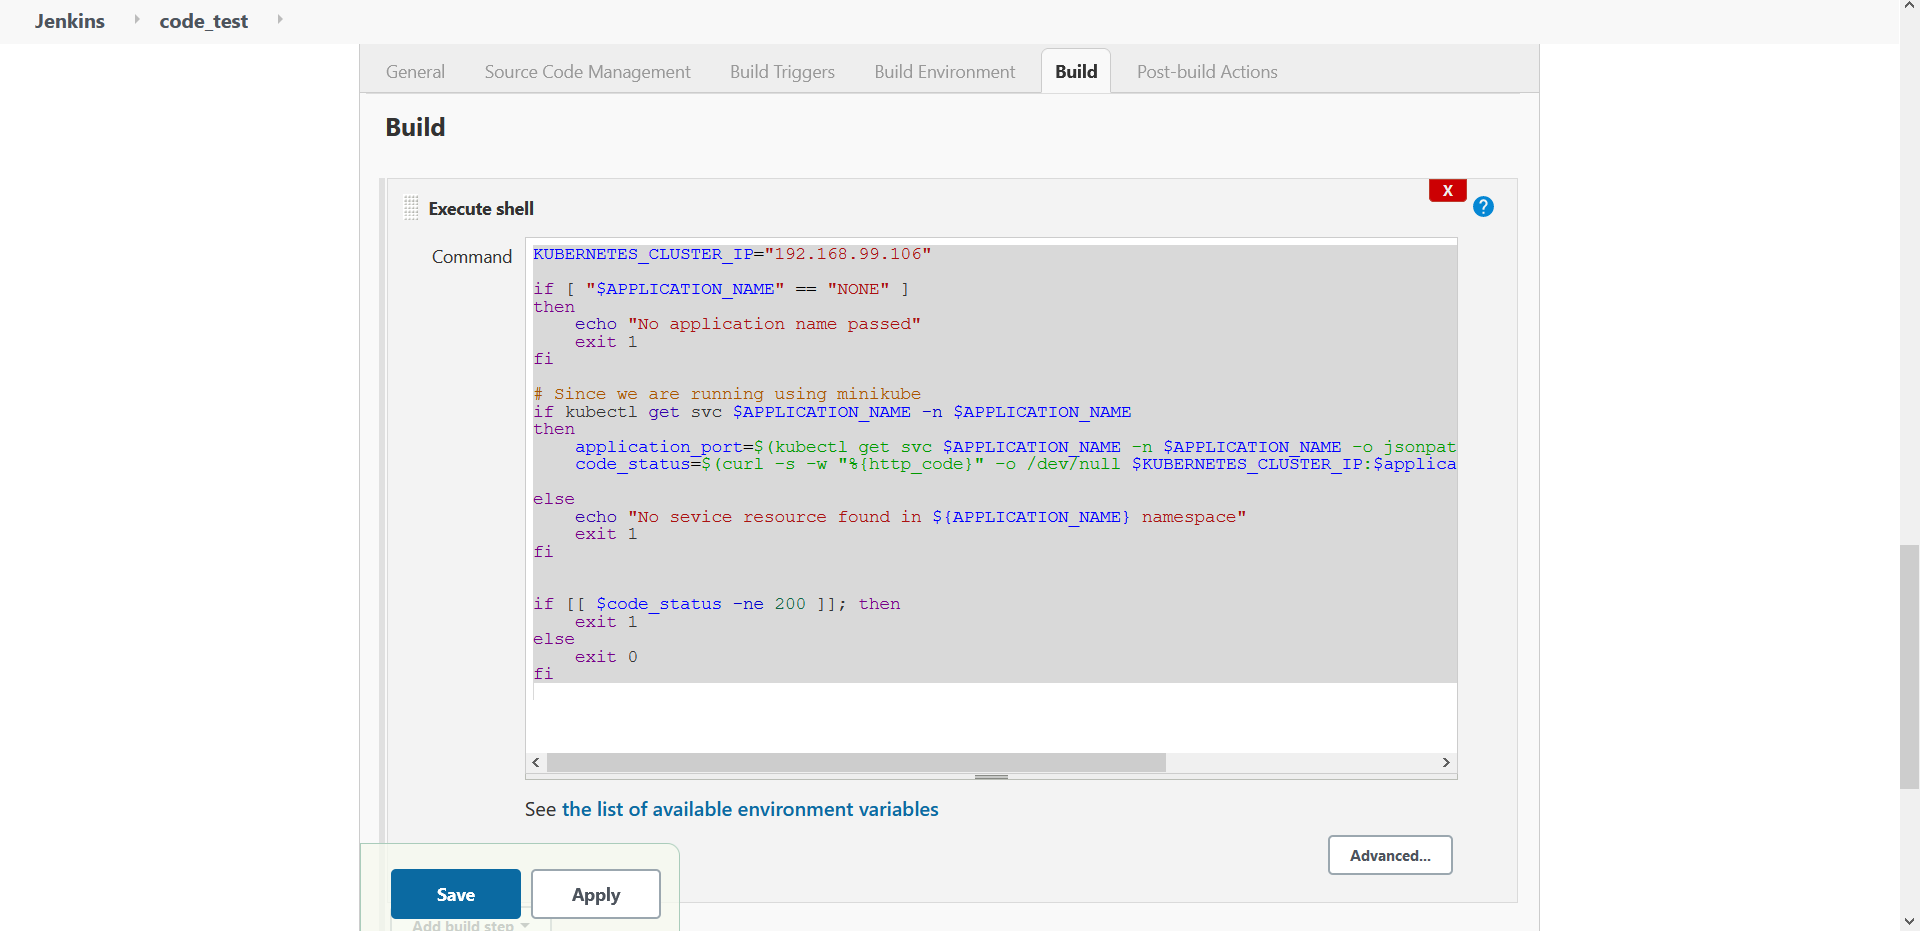 Jenkins code_test
General Source Code Management Build Triggers Build Environment Build Post-build Actions
Build
X
Execute shell
?
Command
KUBERNETES_CLUSTER_IP="192.168.99.106"
if [ "$APPLICATION_NAME" == "NONE" ]
then
echo "No application name passed"
exit 1
fi
# Since we are running using minikube
if kubectl get svc $APPLICATION_NAME -n $APPLICATION_NAME
then
application_port=$(kubectl get svc $APPLICATION_NAME -n $APPLICATION_NAME -o jsonpat
code_status=$(curl -s -w "%{http_code}" -o /dev/null $KUBERNETES_CLUSTER_IP:$applica
else
echo "No sevice resource found in ${APPLICATION_NAME} namespace"
exit 1
fi
if [[ $code_status -ne 200 ]]; then
exit 1
else
exit 0
fi
See the list of available environment variables
Advanced...
Save Apply
Add build step